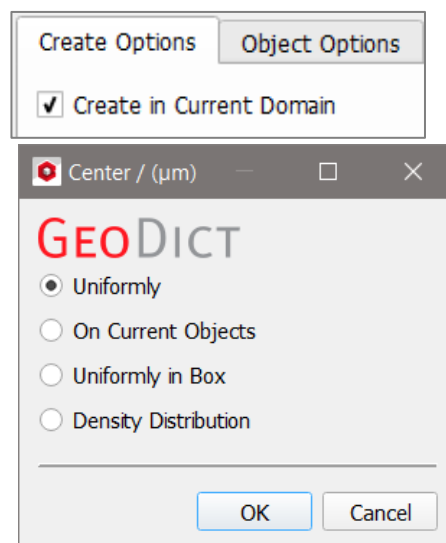 Create Options
Object Options
Create in Current Domain
Center / (µm)
GEODICT
Uniformly
On Current Objects
Uniformly in Box
Density Distribution
OK
Cancel